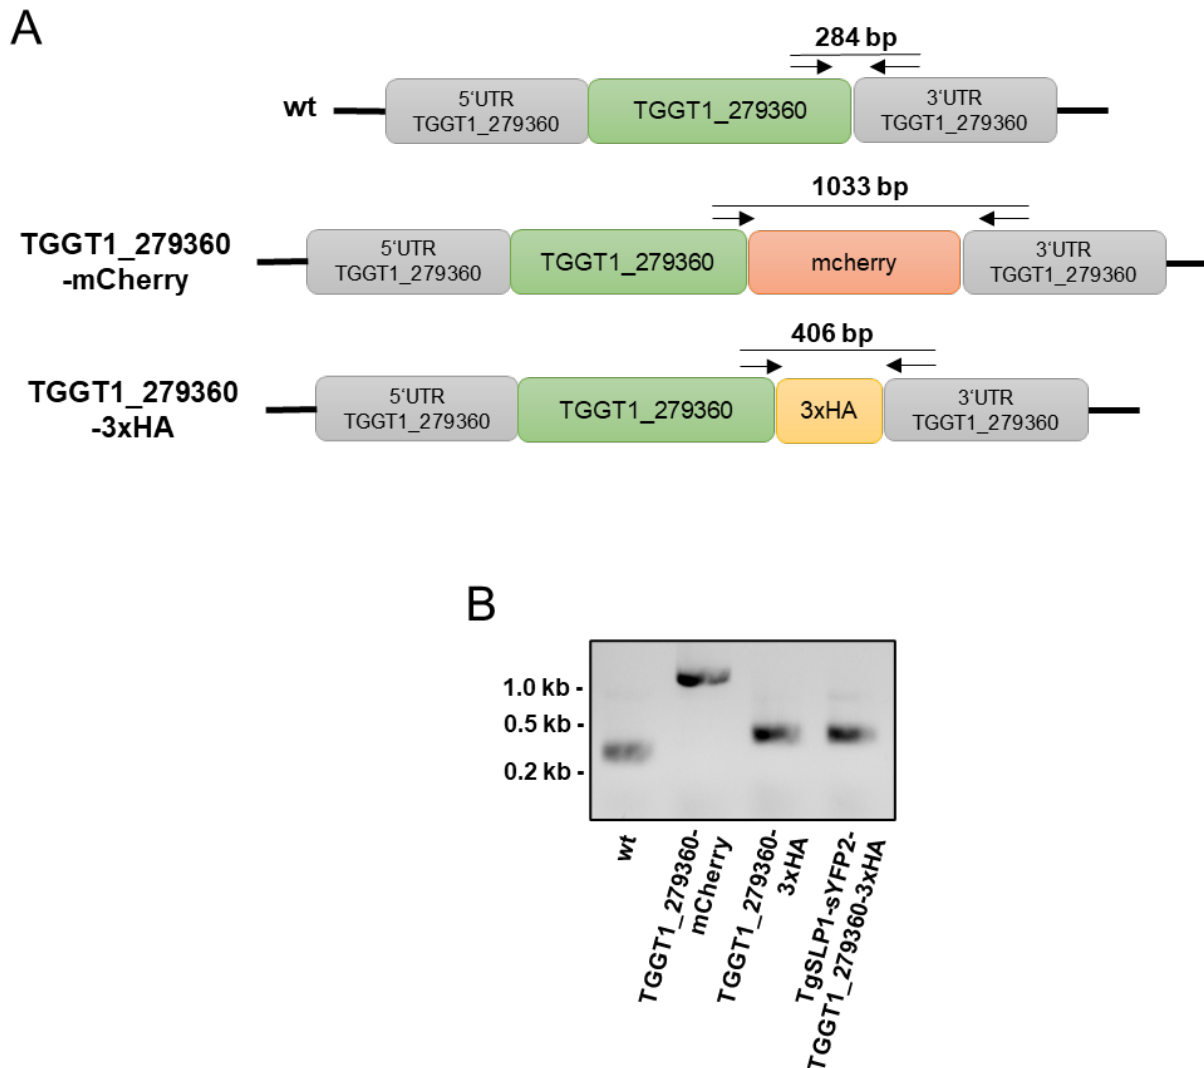 A
284 bp
wt
5‘UTR
TGGT1_279360
TGGT1_279360
3‘UTR
TGGT1_279360
1033 bp
TGGT1_279360
-mCherry
5‘UTR
TGGT1_279360
TGGT1_279360
mcherry
3‘UTR
TGGT1_279360
406 bp
TGGT1_279360
-3xHA
5‘UTR
TGGT1_279360
TGGT1_279360
3xHA
3‘UTR
TGGT1_279360
B
1.0 kb -
0.5 kb -
0.2 kb -
wt
TGGT1_279360-
mCherry
TGGT1_279360-
3xHA
TgSLP1-sYFP2-
TGGT1_279360-3xHA